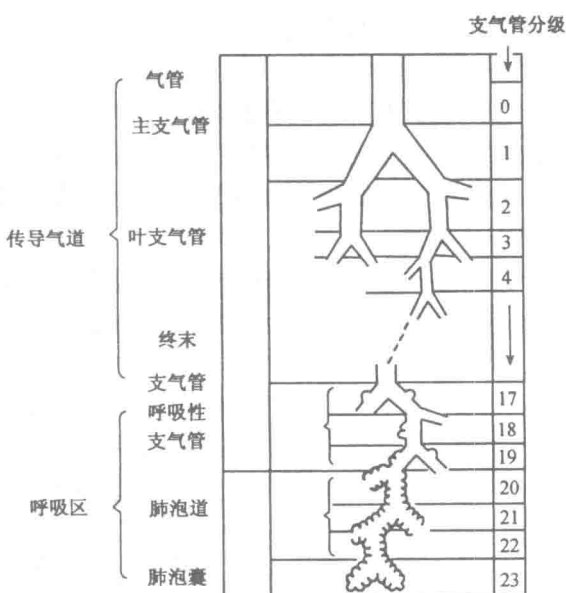 支气管分级
气管
0
主支气管
1
2
传导气道
叶支气管
3
4
终末
支气管
17
呼吸性
18
支气管
19
20
呼吸区
肺泡道
21
22
肺泡囊
23